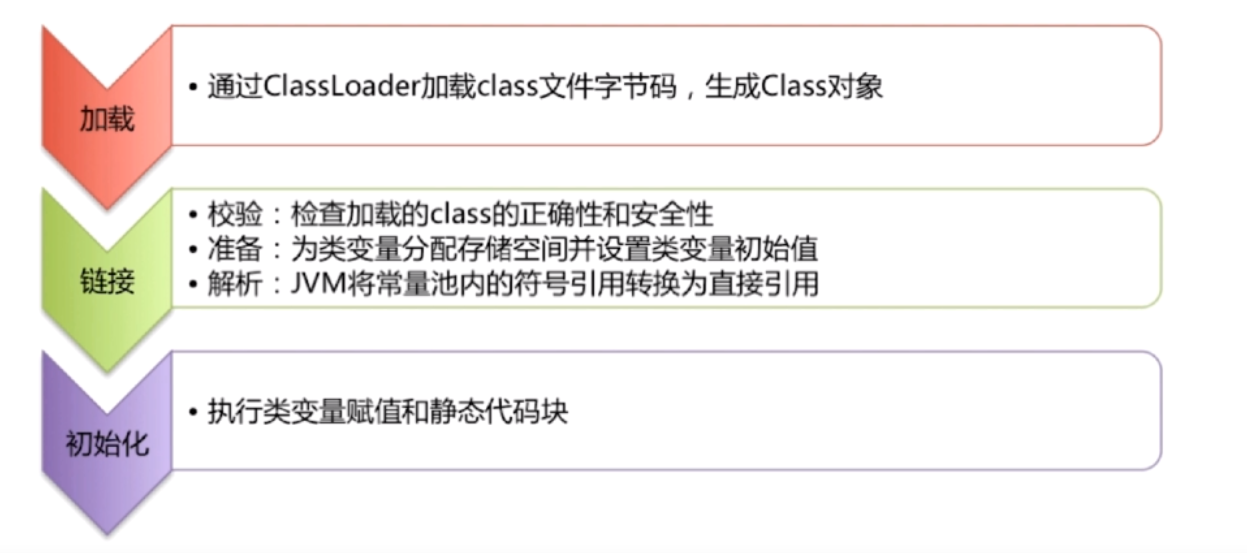 加载
• 通过ClassLoader加载class文件字节码，生成Class对象
链接
• 校验：检查加载的class的正确性和安全性
• 准备：为类变量分配存储空间并设置类变量初始值
• 解析：JVM将常量池内的符号引用转换为直接引用
初始化
• 执行类变量赋值和静态代码块